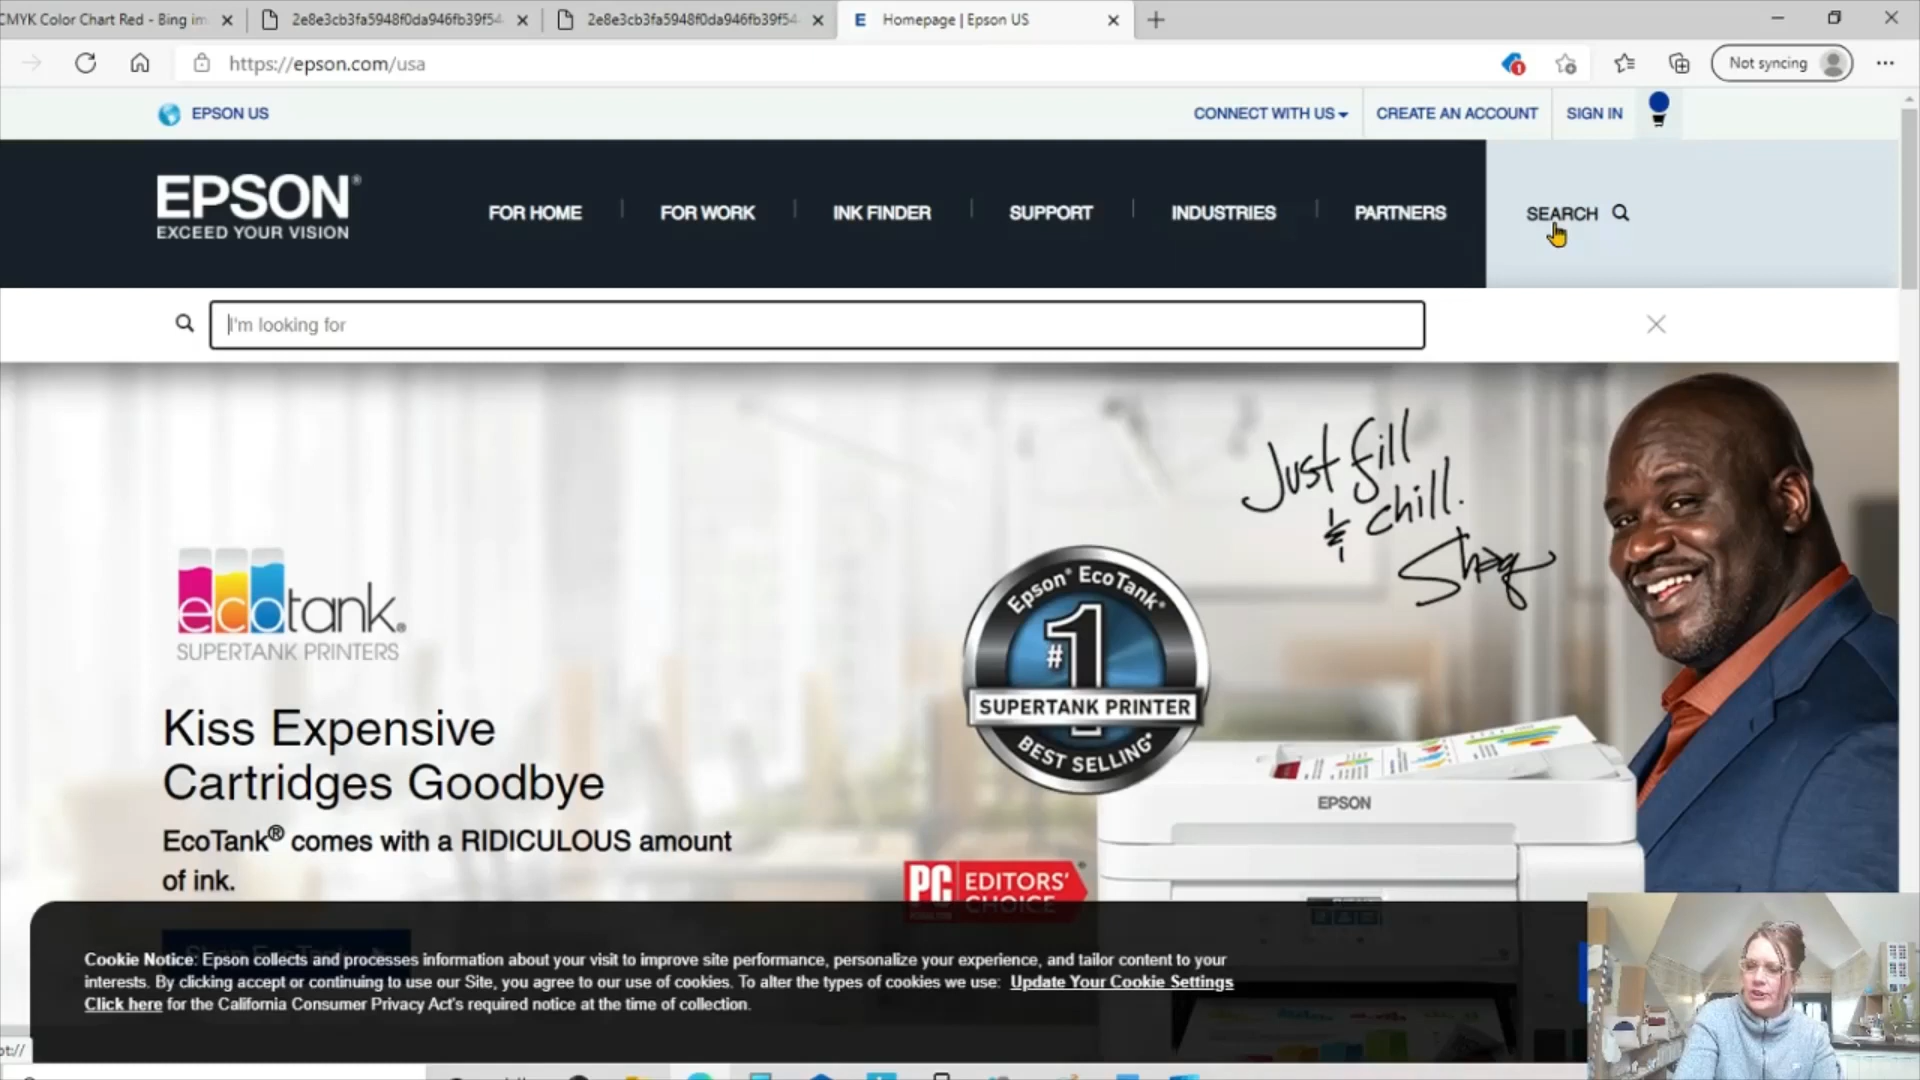 CMYK Color Chart Red - Bing im
2e8e3cb3fa5948f0da946fb39f54
2e8e3cb3fa5948f0da946fb39f54
Homepage | Epson US
https://epson.com/usa
1
Not syncing
EPSON US
CONNECT WITH US
CREATE AN ACCOUNT
SIGN IN
EPSON®
EXCEED YOUR VISION
FOR HOME
FOR WORK
INK FINDER
SUPPORT
INDUSTRIES
PARTNERS
SEARCH
I'm looking for
Just fill
& chill.
Shaq
ecotank®
SUPERTANK PRINTERS
Epson® EcoTank®
#1
SUPERTANK PRINTER
BEST SELLING*
Kiss Expensive
Cartridges Goodbye
EcoTank® comes with a RIDICULOUS amount
of ink.
EPSON
PC
EDITORS'
CHOICE
Cookie Notice: Epson collects and processes information about your visit to improve site performance, personalize your experience, and tailor content to your
interests. By clicking accept or continuing to use our Site, you agree to our use of cookies. To alter the types of cookies we use: Update Your Cookie Settings
Click here for the California Consumer Privacy Act's required notice at the time of collection.